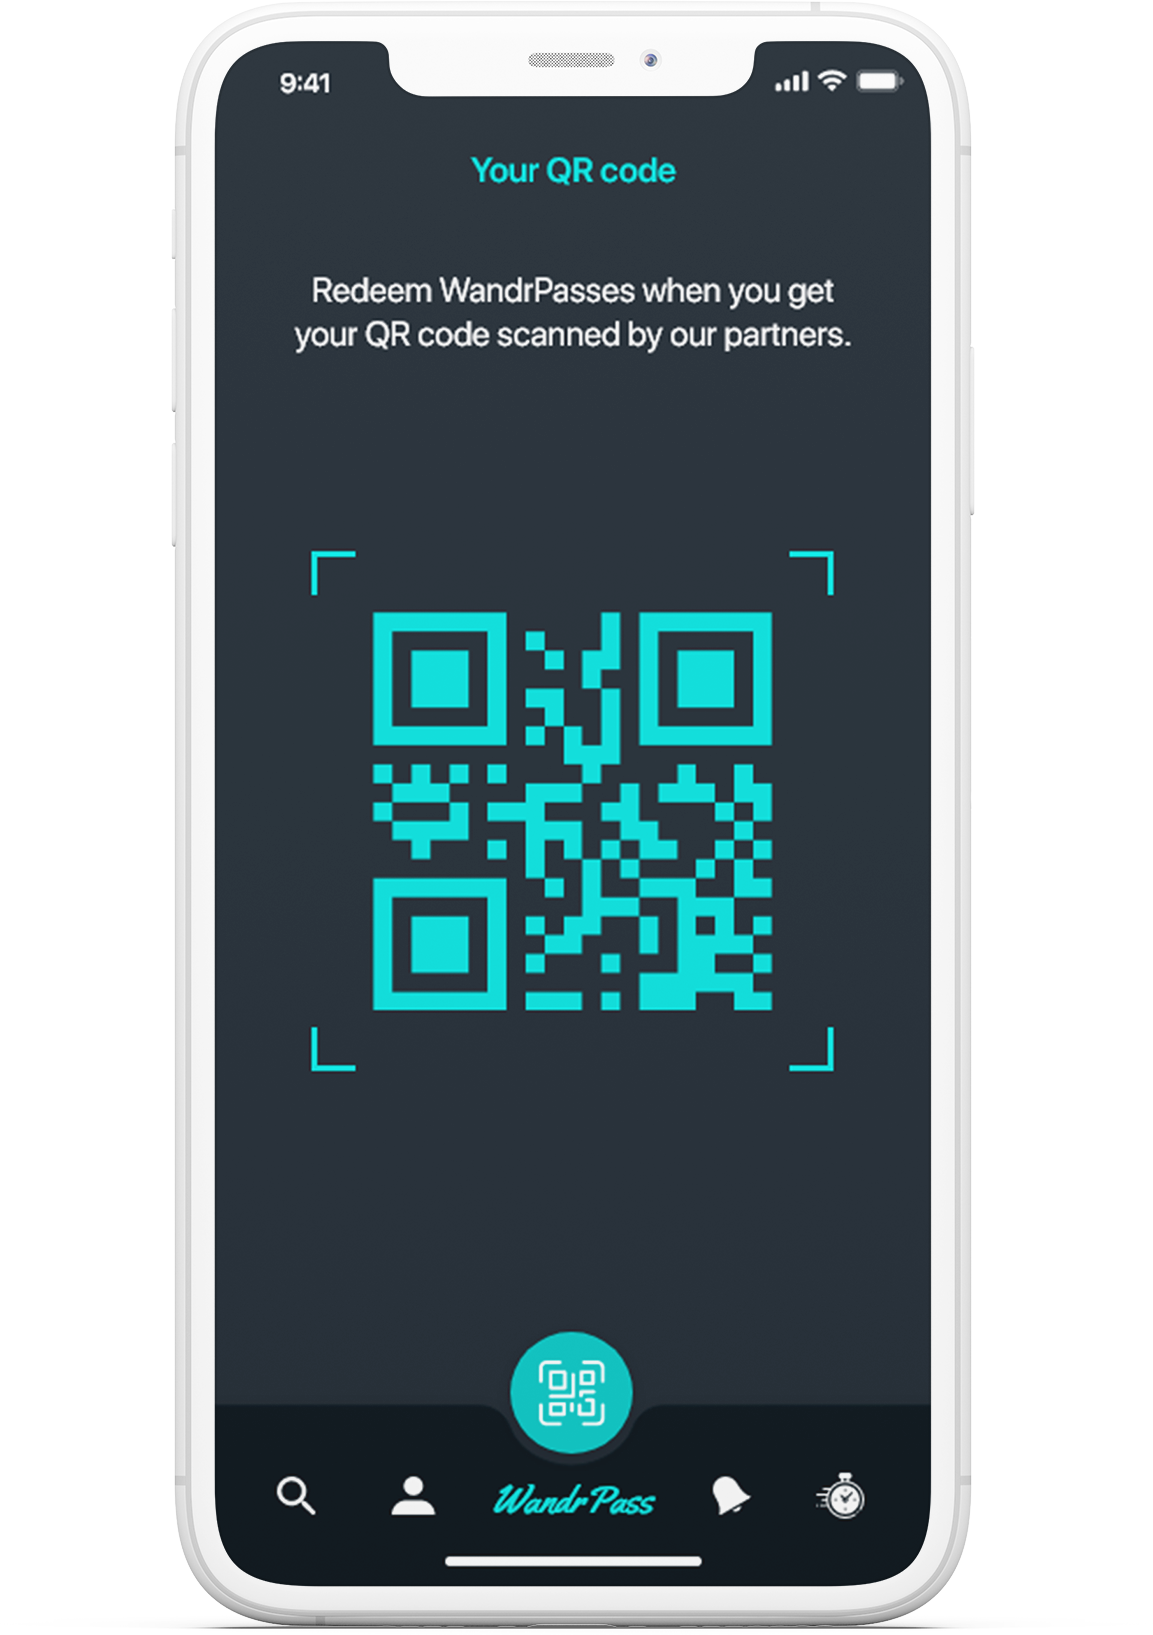 9:41
Your QR code
Redeem WandrPasses when you get
your QR code scanned by our partners.
WandrPass